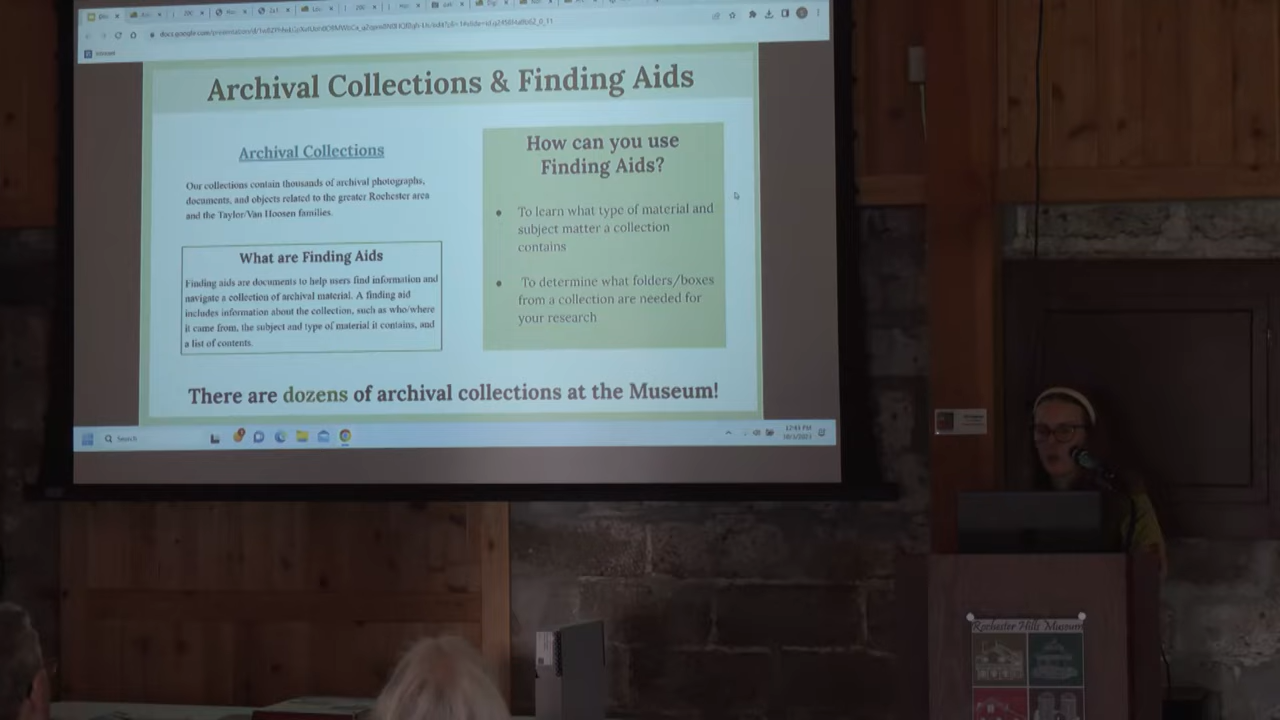 Archival Collections & Finding Aids
Archival Collections
Our collections contain thousands of archival photographs,
documents, and objects related to the greater Rochester area
and the Taylor/Van Hoosen families.
What are Finding Aids
Finding aids are documents to help users find information and
navigate a collection of archival material. A finding aid
includes information about the collection, such as who/where
it came from, the subject and type of material it contains, and
a list of contents.
How can you use
Finding Aids?
• To learn what type of material and
subject matter a collection
contains
• To determine what folders/boxes
from a collection are needed for
your research
There are dozens of archival collections at the Museum!
Search
12:43 PM
Rochester Hills Museum